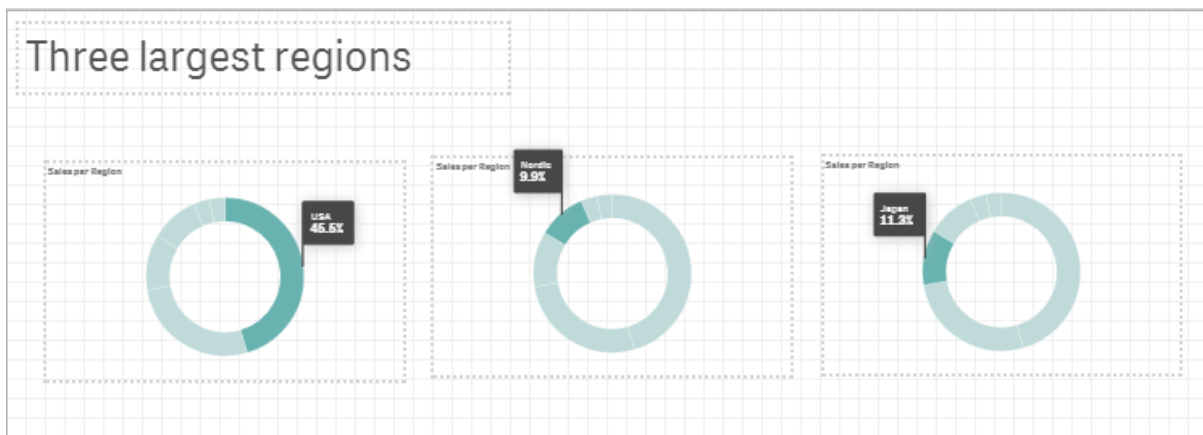 Three largest regions
Sales per Region
USA
45.5%
Sales per Region
Nordic
9.9%
Sales per Region
Japan
11.3%